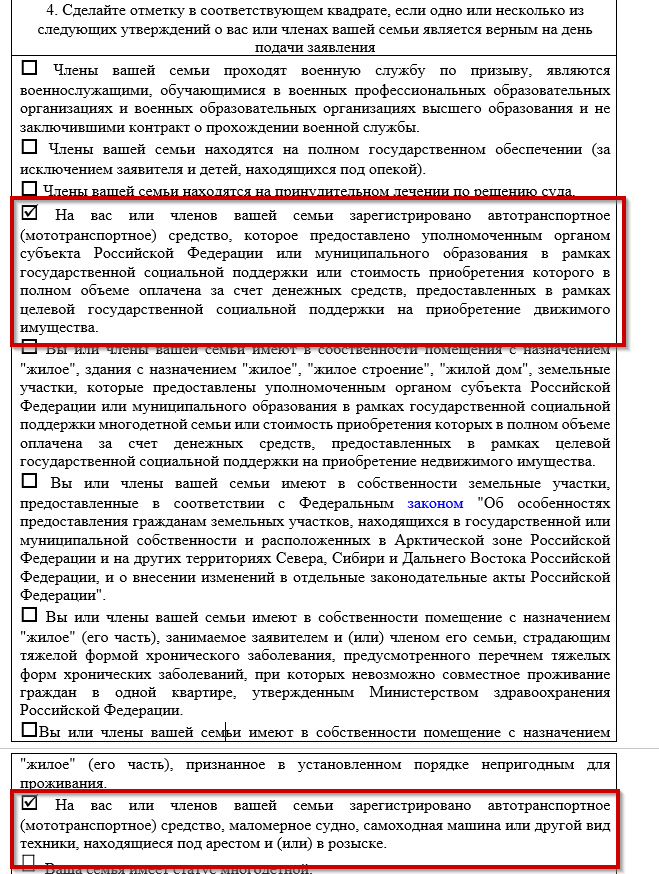 4. Сделайте отметку в соответствующем квадрате, если одно или несколько из
следующих утверждений о вас или членах вашей семьи является верным на день
подачи заявления
Члены вашей семьи проходят военную службу по призыву, являются
военнослужащими, обучающимися в военных профессиональных образовательных
организациях и военных образовательных организациях высшего образования и не
заключившими контракт о прохождении военной службы.
Члены вашей семьи находятся на полном государственном обеспечении (за
исключением заявителя и детей, находящихся под опекой).
Члены вашей семьи находятся на принудительном лечении по решению суда.
На вас или членов вашей семьи зарегистрировано автотранспортное
(мототранспортное) средство, которое предоставлено уполномоченным органом
субъекта Российской Федерации или муниципального образования в рамках
государственной социальной поддержки или стоимость приобретения которого в
полном объеме оплачена за счет денежных средств, предоставленных в рамках
целевой государственной социальной поддержки на приобретение движимого
имущества.
Вы или члены вашей семьи имеют в собственности помещения с назначением
"жилое", здания с назначением "жилое", "жилой строение", "жилой дом", земельные
участки, которые предоставлены уполномоченным органом субъекта Российской
Федерации или муниципального образования в рамках государственной социальной
поддержки многодетной семьи или стоимость приобретения которых в полном объеме
оплачена за счет денежных средств, предоставленных в рамках целевой
государственной социальной поддержки на приобретение недвижимого имущества.
Вы или члены вашей семьи имеют в собственности земельные участки,
предоставленные в соответствии с Федеральным законом "Об особенностях
предоставления гражданам земельных участков, находящихся в государственной или
муниципальной собственности и расположенных в Арктической зоне Российской
Федерации и на других территориях Севера, Сибири и Дальнего Востока Российской
Федерации, и о внесении изменений в отдельные законодательные акты Российской
Федерации".
Вы или члены вашей семьи имеют в собственности помещение с назначением
"жилое" (его часть), занимаемое заявителем и (или) членом его семьи, страдающим
тяжелой формой хронического заболевания, предусмотренного перечнем тяжелых
форм хронических заболеваний, при которых невозможно совместное проживание
граждан в одной квартире, утвержденным Министерством здравоохранения
Российской Федерации.
Вы или члены вашей семьи имеют в собственности помещение с назначением
"жилое" (его часть), признанное в установленном порядке непригодным для
проживания.
На вас или членов вашей семьи зарегистрировано автотранспортное
(мототранспортное) средство, маломерное судно, самоходная машина или другой вид
техники, находящиеся под арестом и (или) в розыске.
Ваша семья имеет статус многодетной.